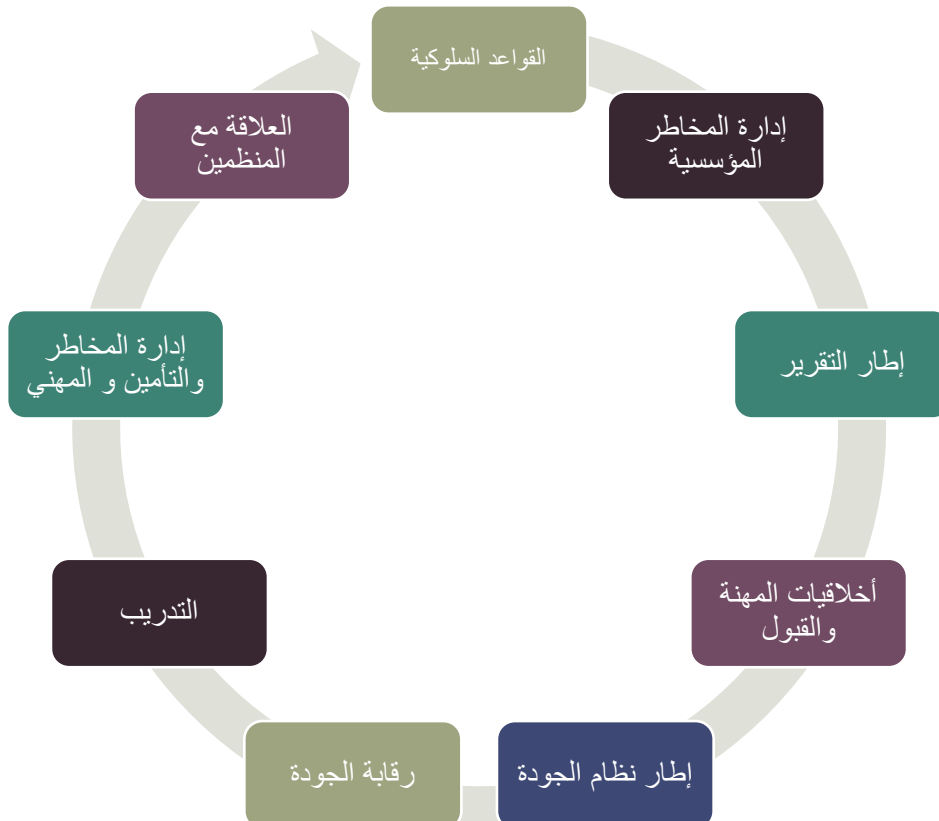 القواعد السلوكية
إدارة المخاطر
المؤسسية
إطار التقرير
أخلاقيات المهنة
والقبول
إطار نظام الجودة
رقابة الجودة
التدريب
إدارة المخاطر
والتأمين و المهني
العلاقة مع
المنظمين